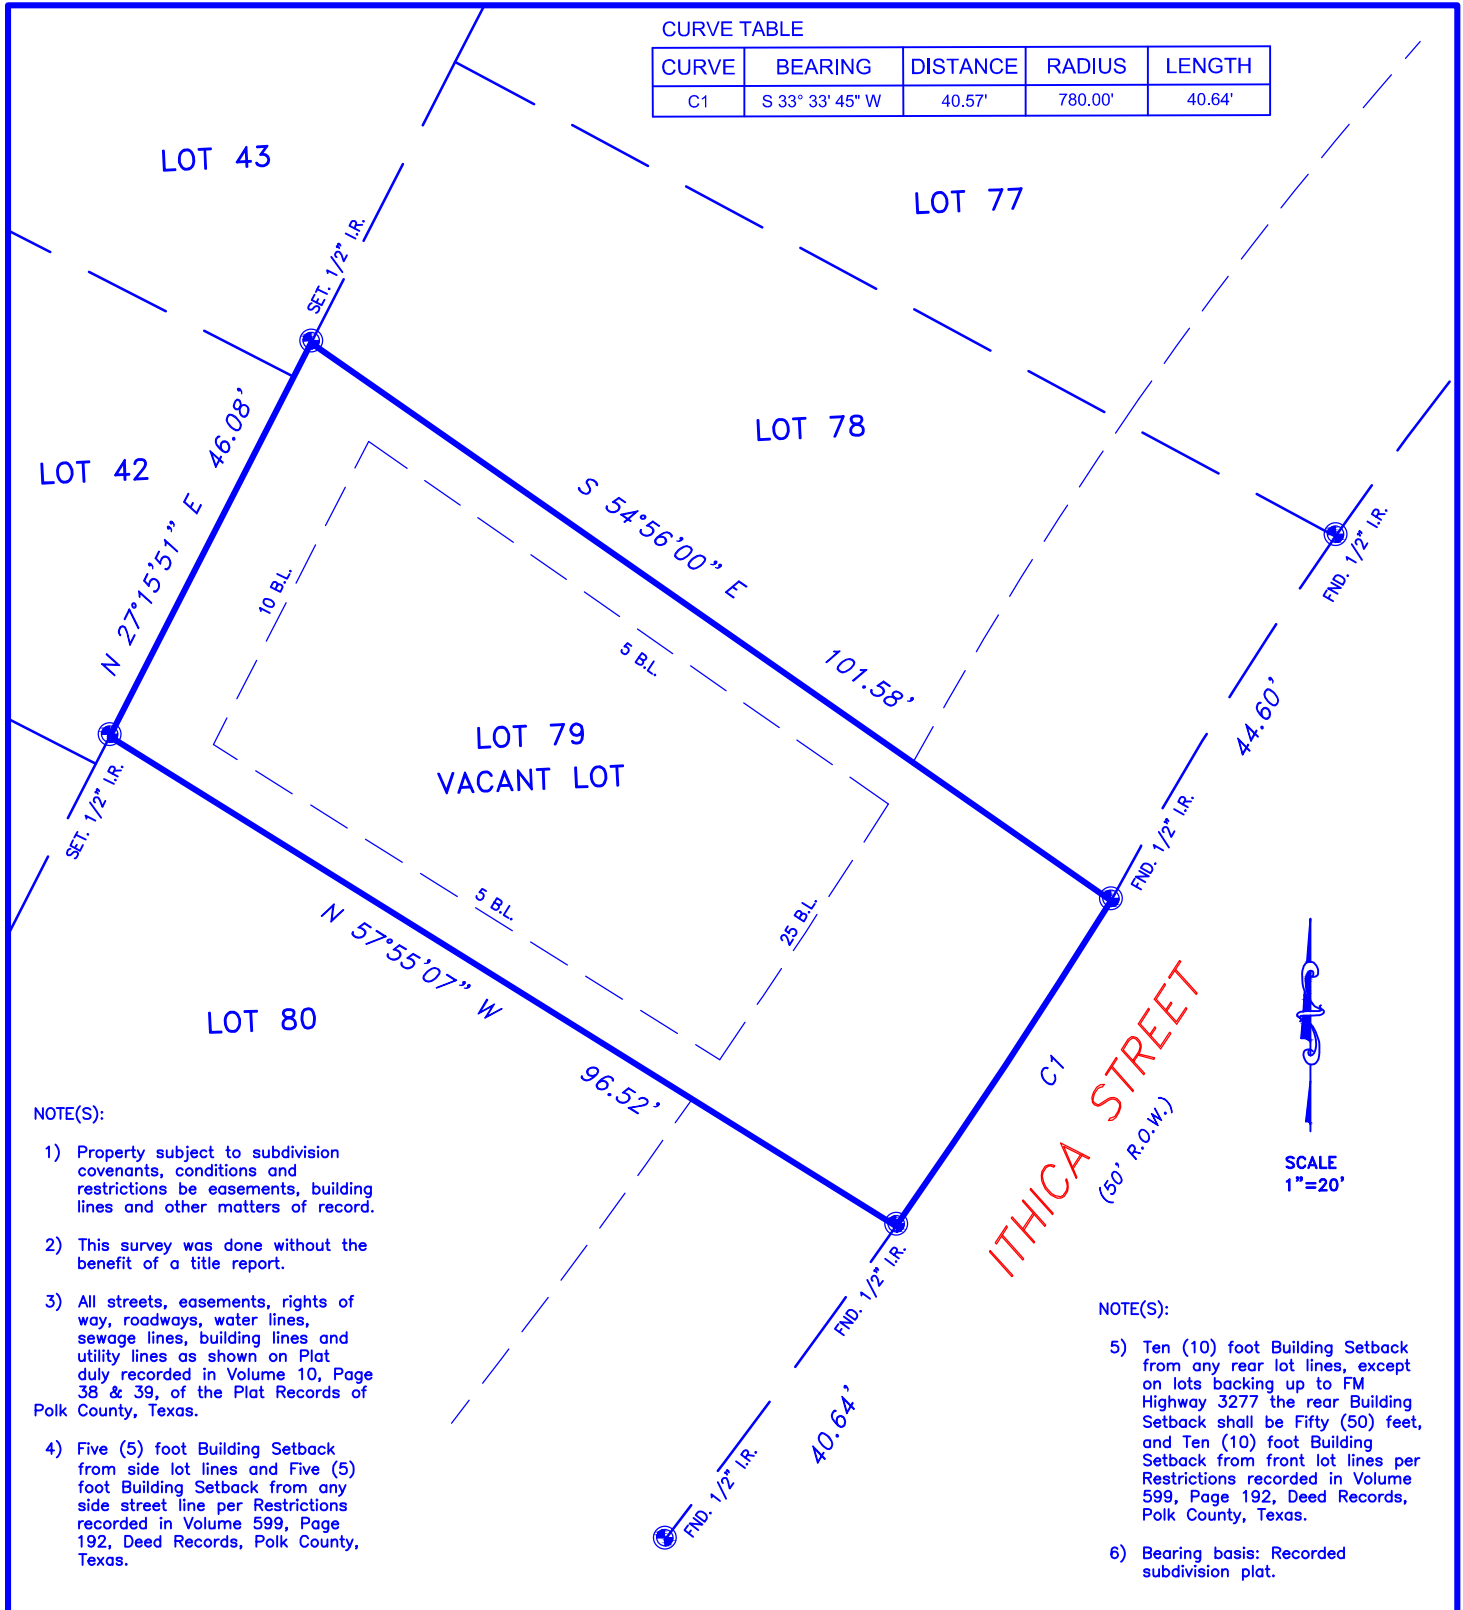 CURVE TABLE
CURVE BEARING DISTANCE RADIUS LENGTH
C1 S 33° 33' 45" W 40.57' 780.00' 40.64'
LOT 43
LOT 77
SET. 1/2" I.R.
LOT 78
LOT 42
N 27°15'51" E 46.08'
S 54°56'00" E 101.58'
FND. 1/2" I.R.
10 B.L.
5 B.L.
44.60'
LOT 79
VACANT LOT
SET. 1/2" I.R.
FND. 1/2" I.R.
5 B.L.
25 B.L.
N 57°55'07" W 96.52'
LOT 80
C1
ITHICA STREET
(50' R.O.W.)
SCALE
1"=20'
FND. 1/2" I.R.
40.64'
FND. 1/2" I.R.
NOTE(S):
1) Property subject to subdivision
covenants, conditions and
restrictions be easements, building
lines and other matters of record.
2) This survey was done without the
benefit of a title report.
3) All streets, easements, rights of
way, roadways, water lines,
sewage lines, building lines and
utility lines as shown on Plat
duly recorded in Volume 10, Page
38 & 39, of the Plat Records of
Polk County, Texas.
4) Five (5) foot Building Setback
from side lot lines and Five (5)
foot Building Setback from any
side street line per Restrictions
recorded in Volume 599, Page
192, Deed Records, Polk County,
Texas.
NOTE(S):
5) Ten (10) foot Building Setback
from any rear lot lines, except
on lots backing up to FM
Highway 3277 the rear Building
Setback shall be Fifty (50) feet,
and Ten (10) foot Building
Setback from front lot lines per
Restrictions recorded in Volume
599, Page 192, Deed Records,
Polk County, Texas.
6) Bearing basis: Recorded
subdivision plat.